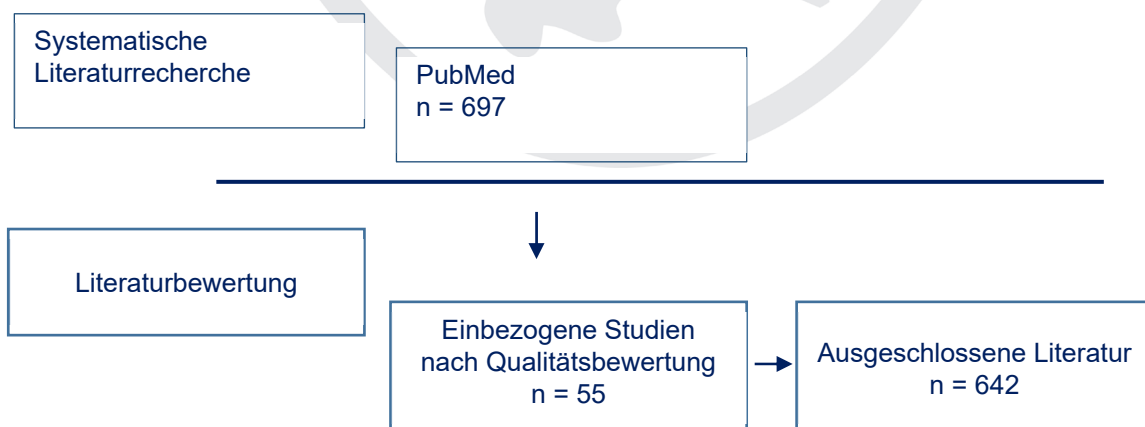 Systematische
Literaturrecherche
PubMed
n = 697
Literaturbewertung
Einbezogene Studien
nach Qualitätsbewertung
n = 55
Ausgeschlossene Literatur
n = 642